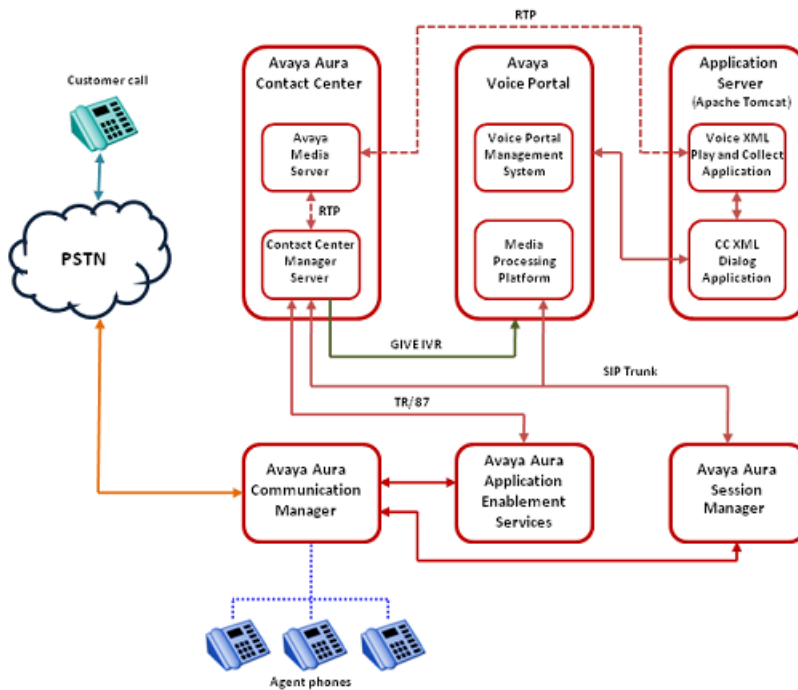 RTP
Customer call
PSTN
Avaya Aura
Contact Center
Avaya
Media
Server
RTP
Contact Center
Manager
Server
Avaya
Voice Portal
Voice Portal
Management
System
Media
Processing
Platform
Application
Server
(Apache Tomcat)
Voice XML
Play and Collect
Application
CC XML
Dialog
Application
GIVE IVR
SIP Trunk
TR/87
Avaya Aura
Communication
Manager
Avaya Aura
Application
Enablement
Services
Avaya Aura
Session
Manager
Agent phones